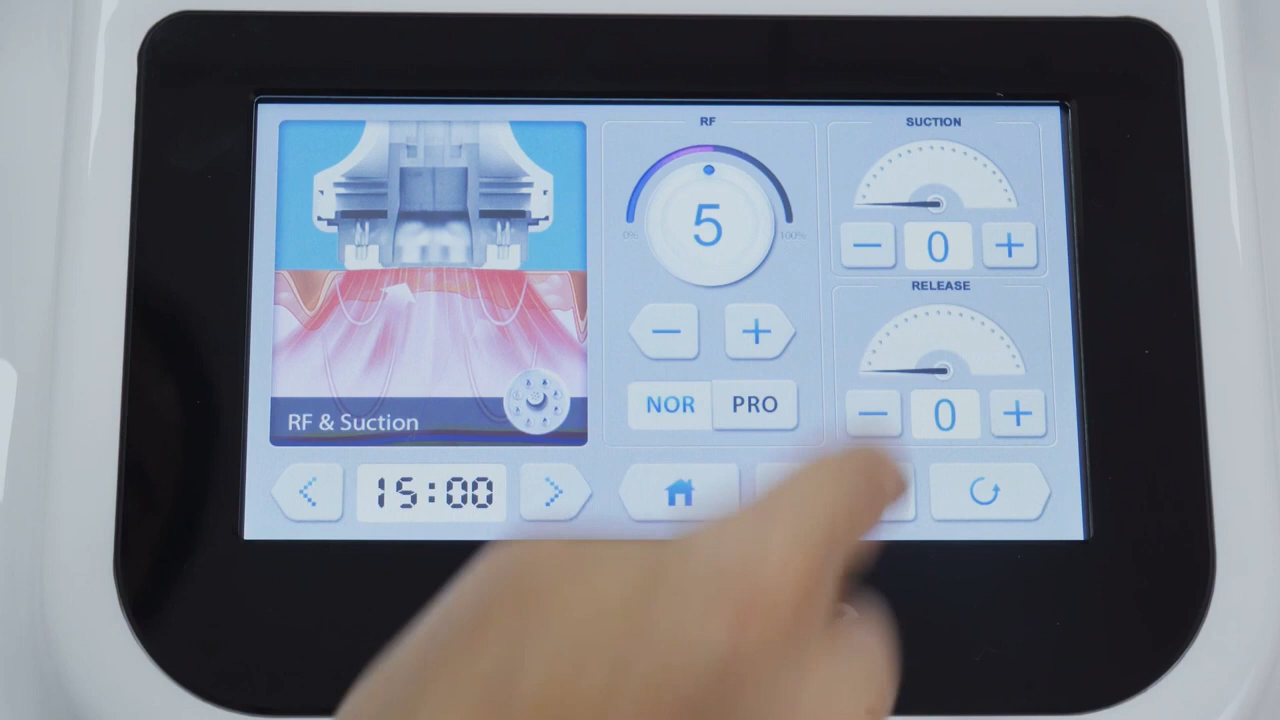 RF
SUCTION
5
0%
100%
0
RELEASE
NOR
PRO
0
RF & Suction
15:00